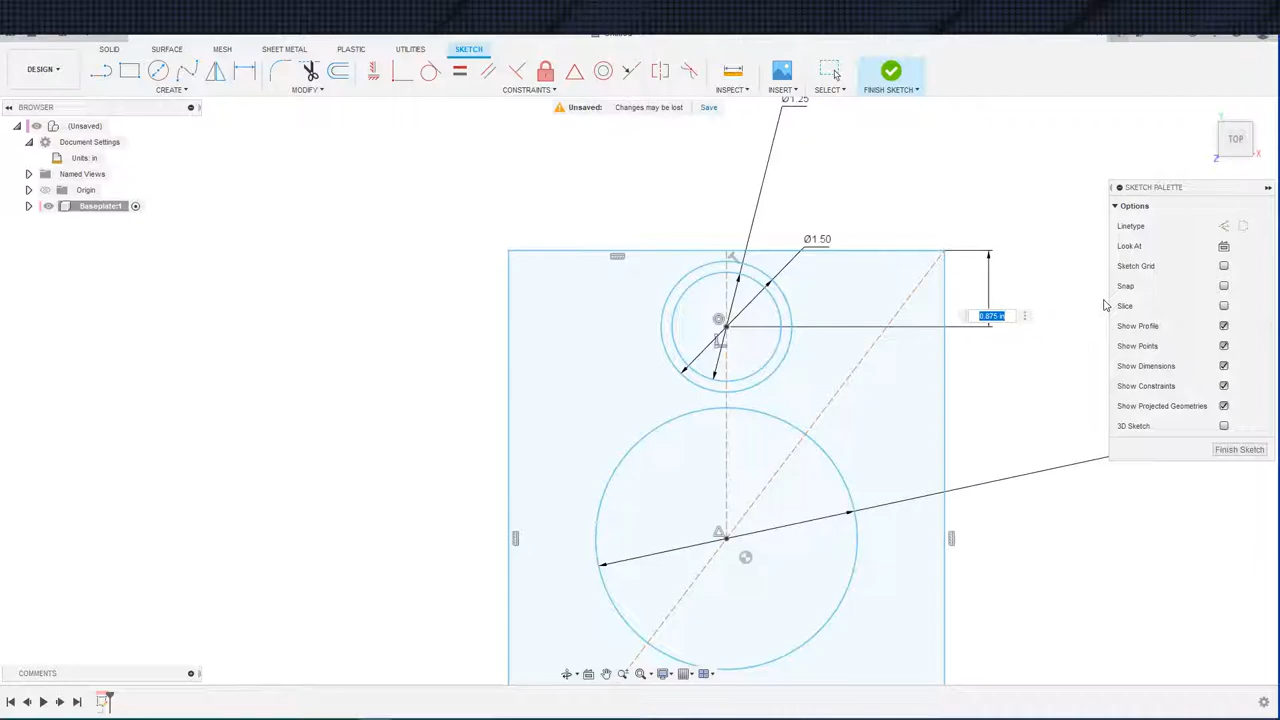 SOLID SURFACE MESH SHEET METAL PLASTIC UTILITIES SKETCH
DESIGN
CREATE MODIFY CONSTRAINTS INSPECT INSERT SELECT FINISH SKETCH
BROWSER
Unsaved: Changes may be lost Save
Ø1.25
(Unsaved)
Document Settings
Units: in
Named Views
Origin
Baseplate:1
Y
TOP
X
Z
SKETCH PALETTE
Options
Linetype
Look At
Sketch Grid
Snap
Slice
Show Profile
Show Points
Show Dimensions
Show Constraints
Show Projected Geometries
3D Sketch
Finish Sketch
Ø1.50
0.875 in
COMMENTS